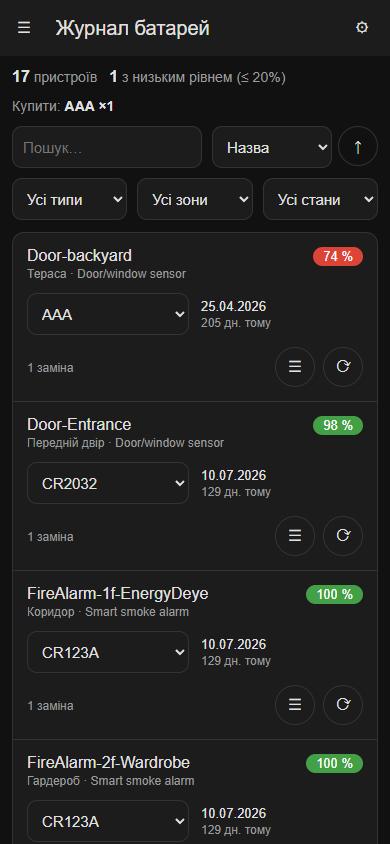 Журнал батарей
17 пристроїв 1 з низьким рівнем (≤ 20%)
Купити: AAA ×1
Пошук...
Назва
↑
Усі типи
Усі зони
Усі стани
Door-backyard
74 %
Тераса · Door/window sensor
AAA
25.04.2026
205 дн. тому
1 заміна
Door-Entrance
98 %
Передній двір · Door/window sensor
CR2032
10.07.2026
129 дн. тому
1 заміна
FireAlarm-1f-EnergyDeye
100 %
Коридор · Smart smoke alarm
CR123A
10.07.2026
129 дн. тому
1 заміна
FireAlarm-2f-Wardrobe
100 %
Гардероб · Smart smoke alarm
CR123A
10.07.2026
129 дн. тому